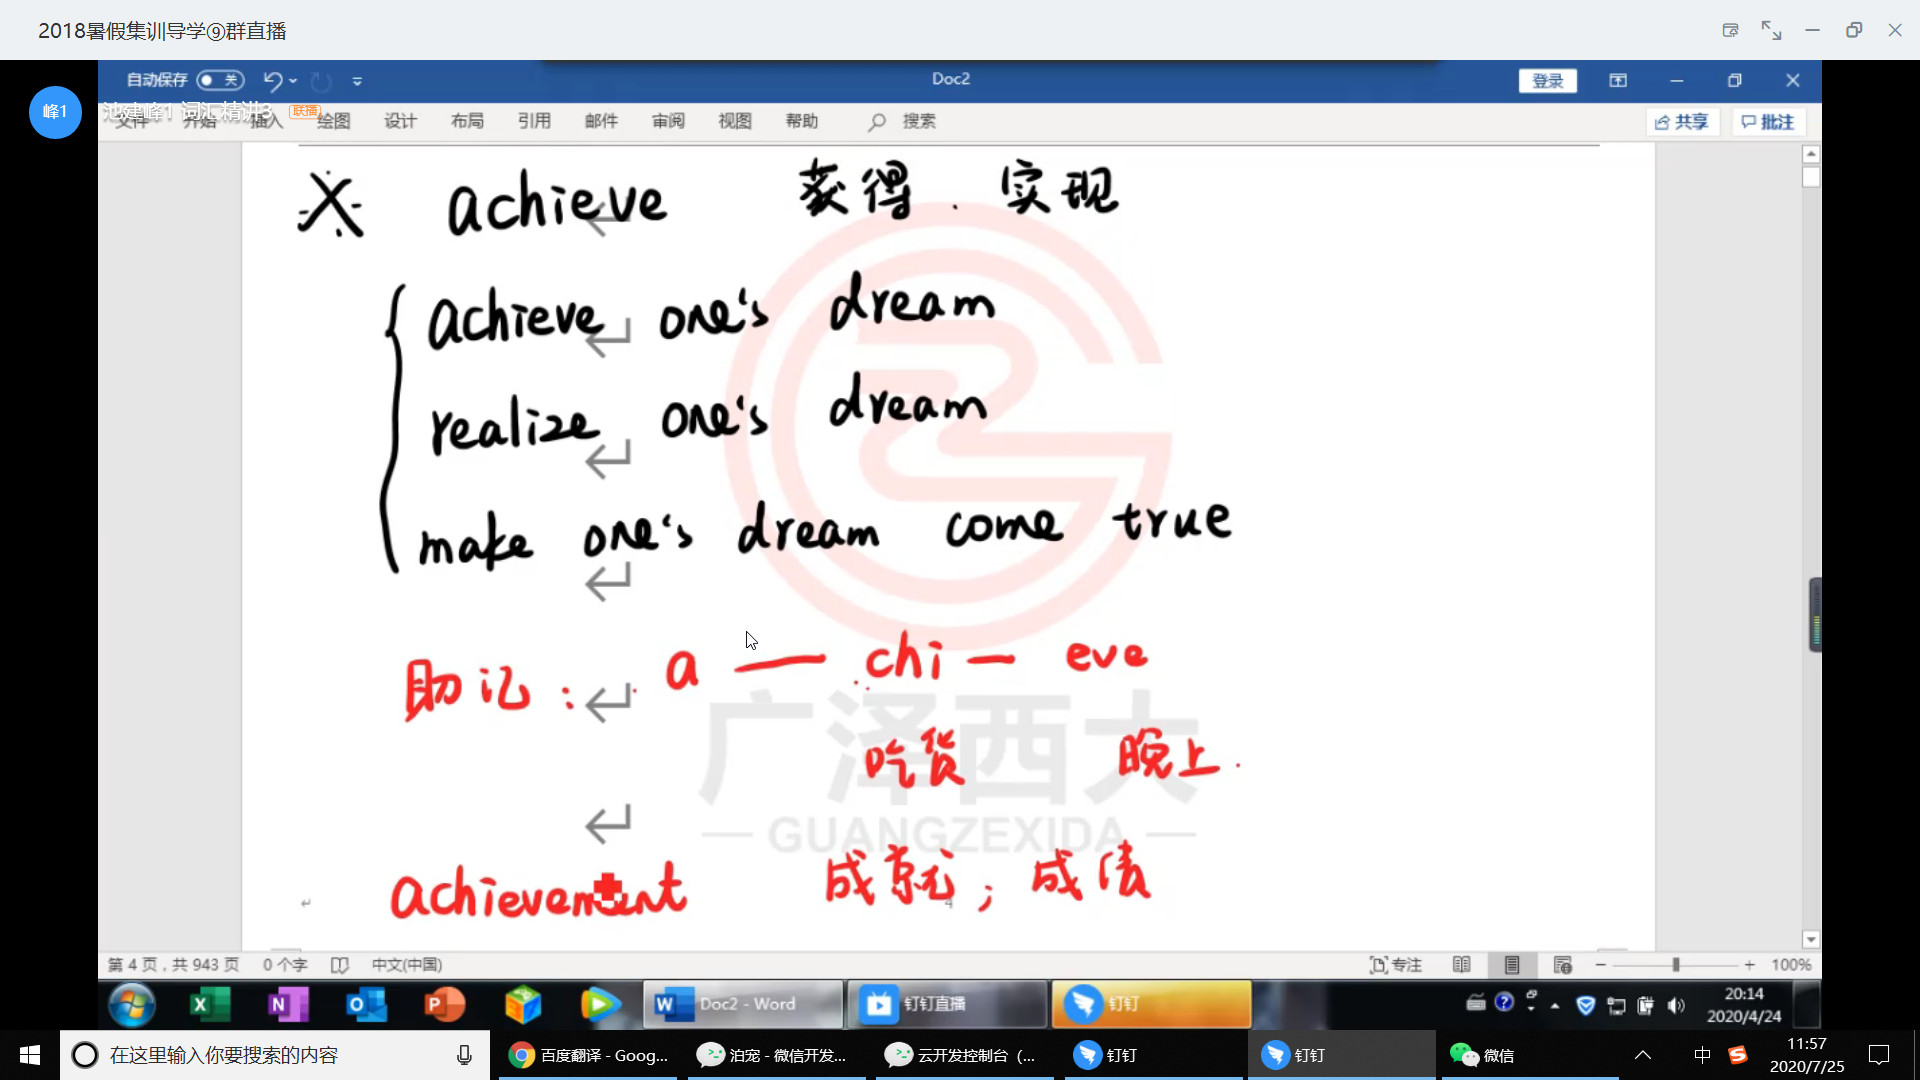 2018暑假集训导学⑨群直播
自动保存 关 Doc2 登录
峰1 池建峰1 词汇精讲3 联播
文件 开始 插入 绘图 设计 布局 引用 邮件 审阅 视图 帮助 搜索 共享 批注
achieve 获得 . 实现
achieve one's dream
realize one's dream
make one's dream come true
助记: a — chi — eve
吃货 晚上.
广泽西大
— GUANGZEXIDA —
achievement 成就; 成绩
4
第 4 页，共 943 页 0 个字 中文(中国) 专注 100%
Doc2 - Word 钉钉直播 钉钉 20:14
2020/4/24
在这里输入你要搜索的内容 百度翻译 - Goog... 泊宠 - 微信开发... 云开发控制台（... 钉钉 钉钉 微信 中 11:57
2020/7/25